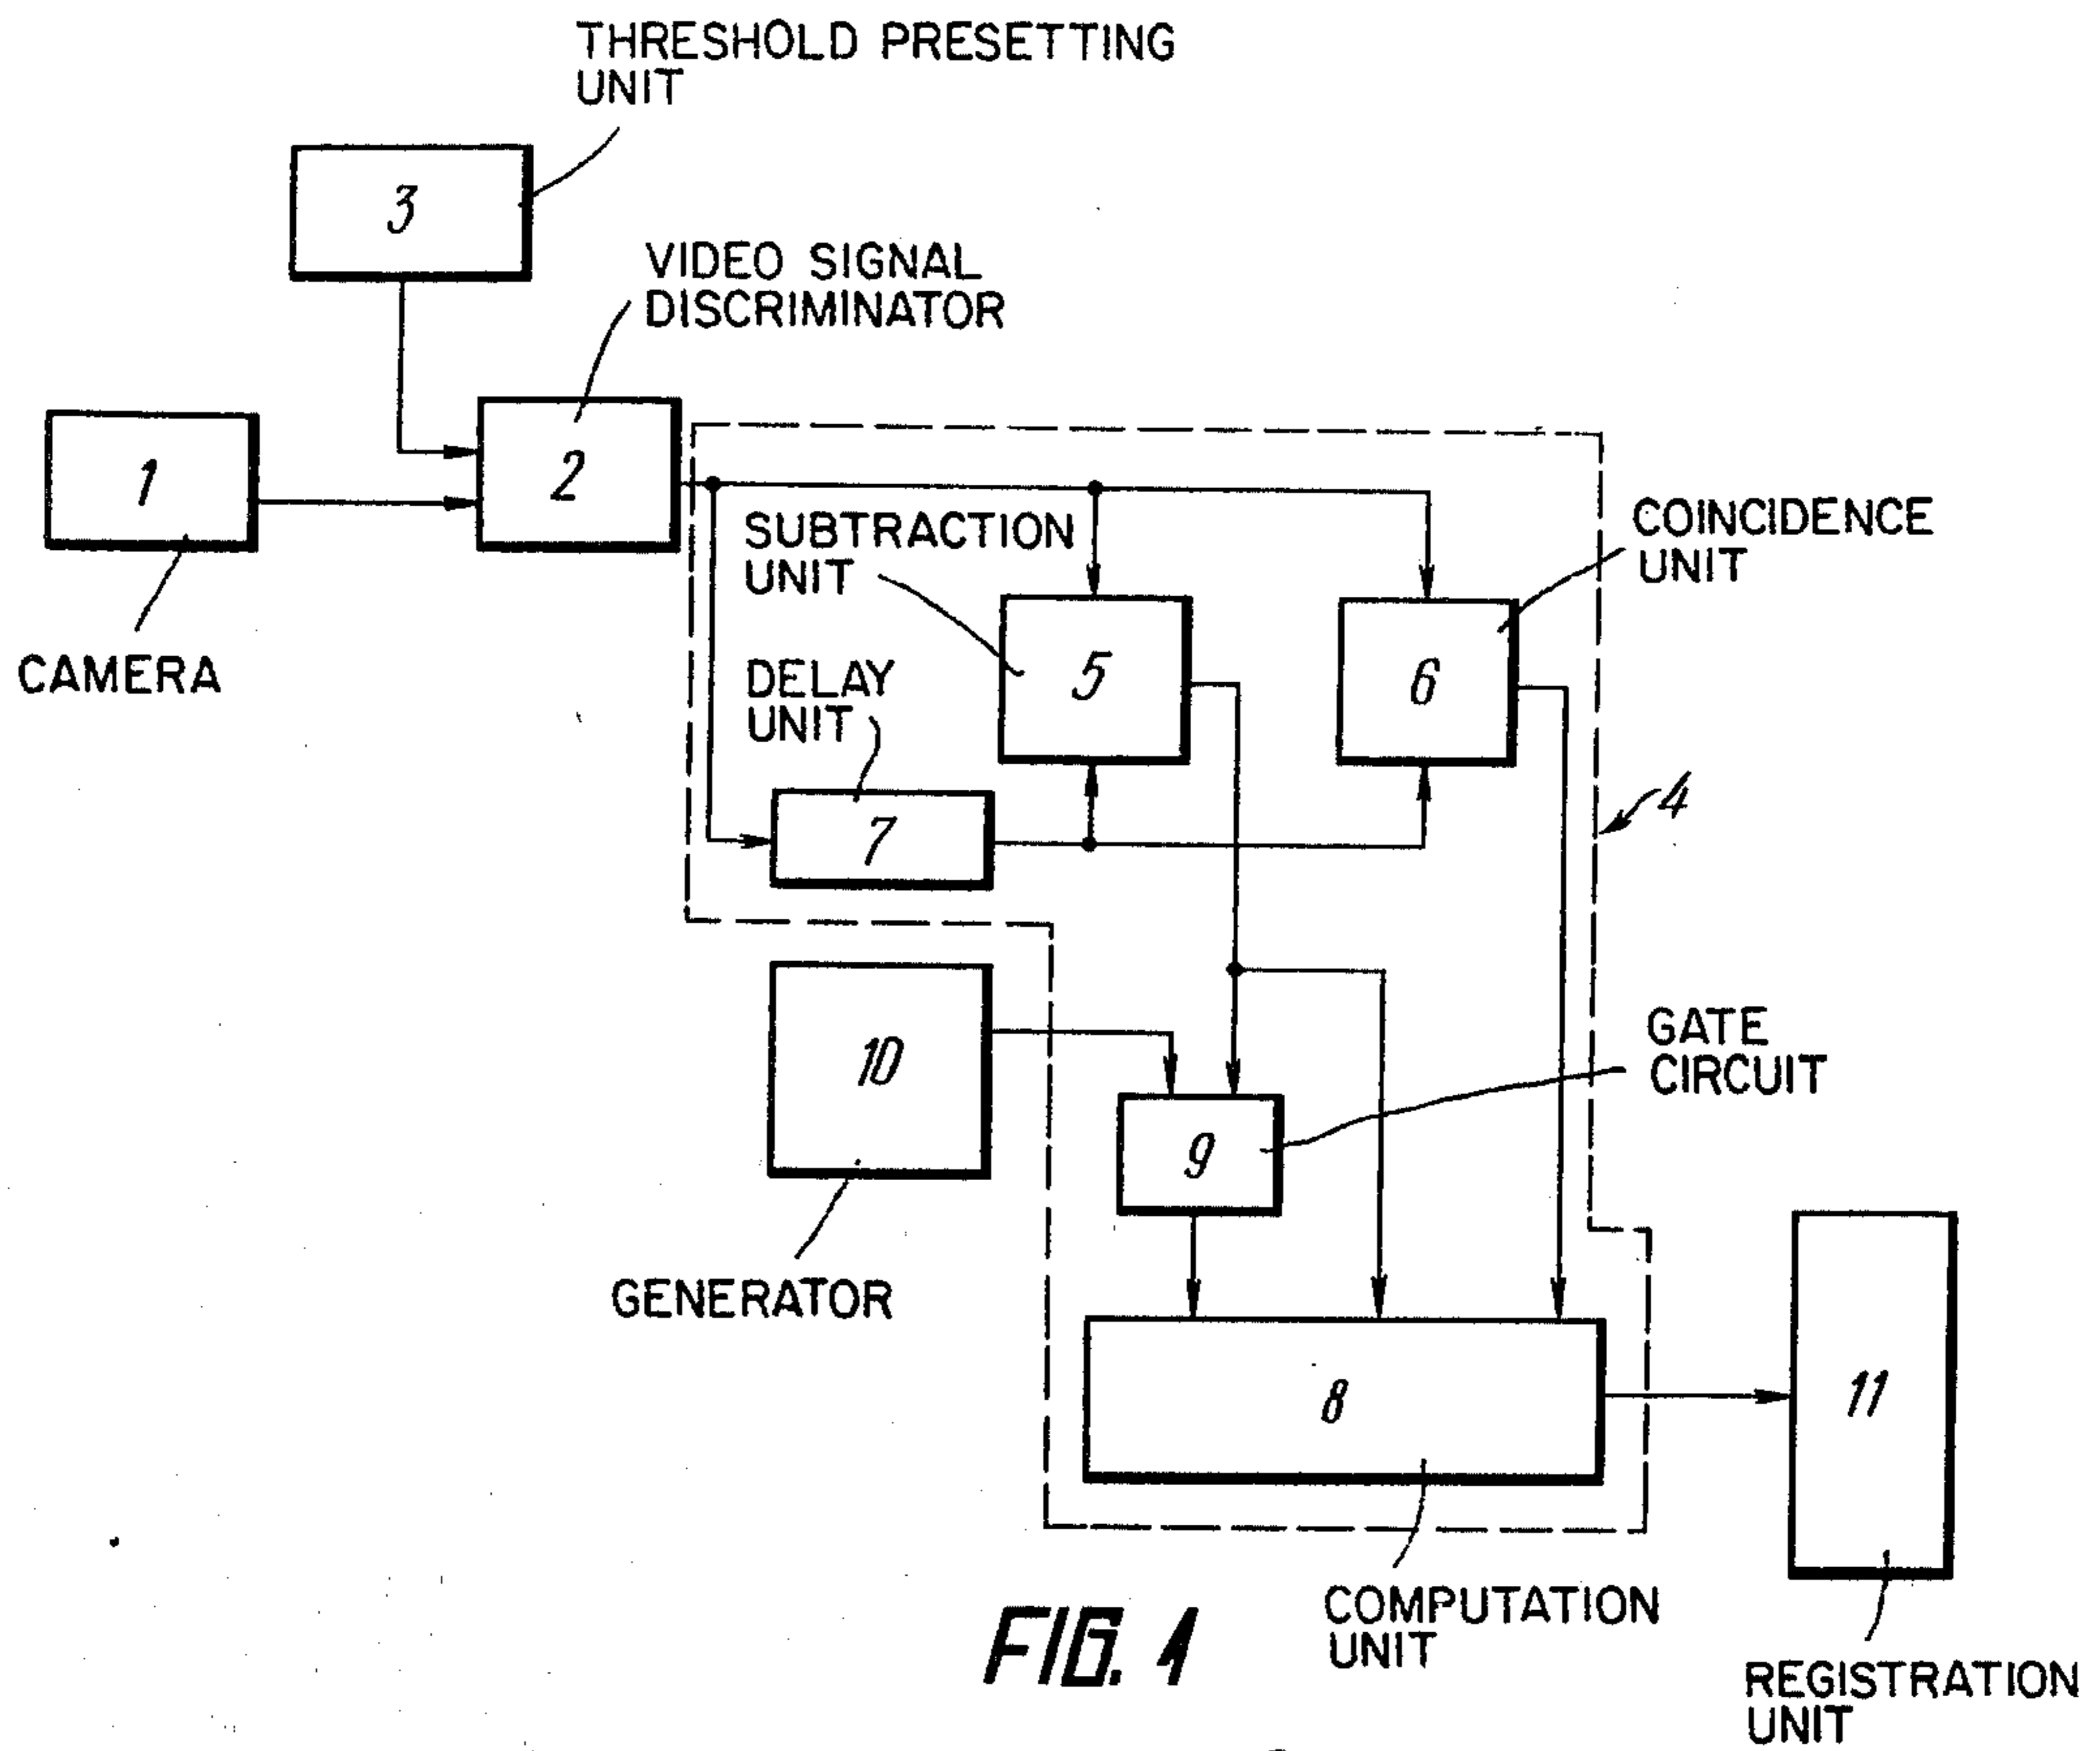 THRESHOLD PRESETTING
UNIT
3
VIDEO SIGNAL
DISCRIMINATOR
1
2
CAMERA
SUBTRACTION
UNIT
COINCIDENCE
UNIT
5
6
DELAY
UNIT
7
4
10
GATE
CIRCUIT
9
GENERATOR
8
11
COMPUTATION
UNIT
REGISTRATION
UNIT
FIG. 1